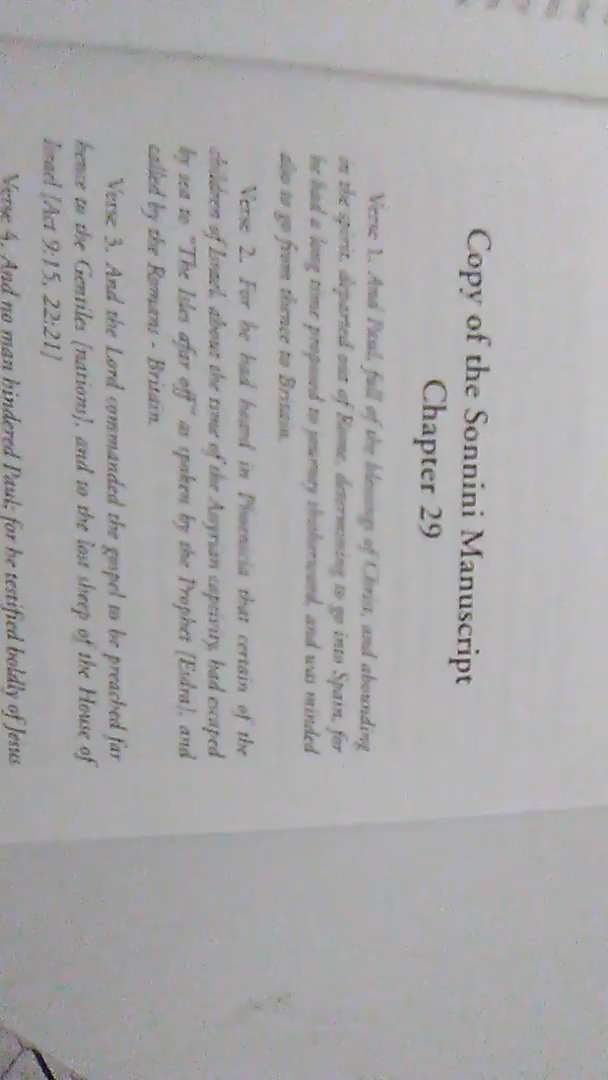 Copy of the Sonnini Manuscript
Chapter 29
Verse 1. And Paul, full of the blessings of Christ, and abounding
in the spirit, departed out of Rome, determining to go into Spain, for
he had a long time proposed to journey thitherward, and was minded
also to go from thence to Britain.
Verse 2. For he had heard in Phoenicia that certain of the
children of Israel, about the time of the Assyrian captivity, had escaped
by sea to "The Isles afar off" as spoken by the Prophet [Esdra], and
called by the Romans - Britain.
Verse 3. And the Lord commanded the gospel to be preached far
hence to the Gentiles [nations], and to the lost sheep of the House of
Israel [Act 9:15, 22:21]
Verse 4. And no man hindered Paul; for he testified boldly of Jesus